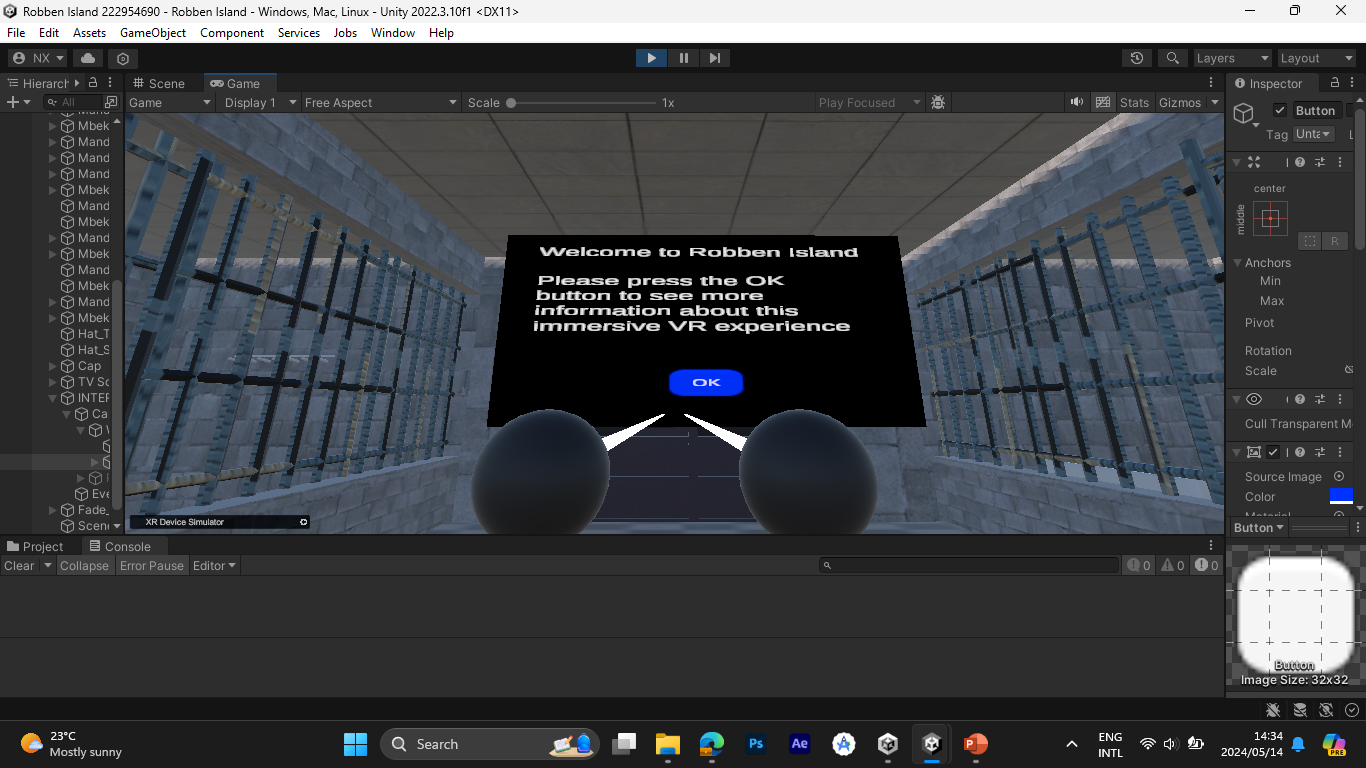 Robben Island 222954690 - Robben Island - Windows, Mac, Linux - Unity 2022.3.10f1 <DX11>
File Edit Assets GameObject Component Services Jobs Window Help
NX Layers Layout
Hierarch Scene Game Inspector
All Game Display 1 Free Aspect Scale 1x Play Focused Stats Gizmos
Button
Tag Unta
Mbek
Mand
Mand
Mand
Mbek
Mand
Mbek
Mand
Mbek
Mand
Mbek
Mand
Mbek
Hat_T
Hat_S
Cap
TV Sc
INTER
Ca
Eve
Fade_
Scene
Welcome to Robben Island
Please press the OK
button to see more
information about this
immersive VR experience
OK
XR Device Simulator
center
middle
R
Anchors
Min
Max
Pivot
Rotation
Scale
Cull Transparent M
Source Image
Color
Button
Button
Image Size: 32x32
Project Console
Clear Collapse Error Pause Editor 0 0 0
23°C
Mostly sunny
Search
Ps Ae P
ENG
INTL
14:34
2024/05/14
PRE